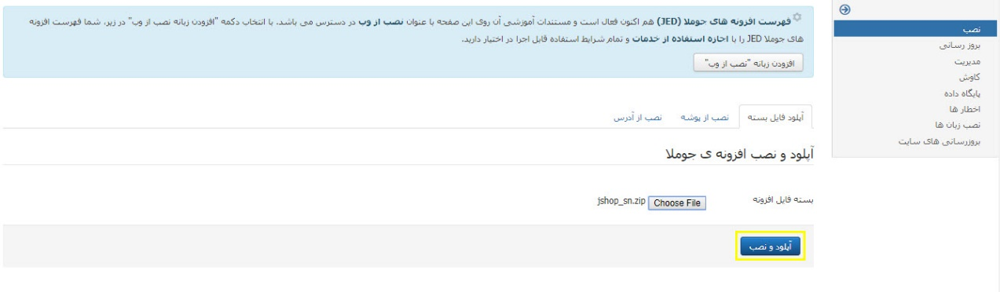 نصب
بروز رسانی
مدیریت
کاوش
پایگاه داده
اخطار ها
نصب زبان ها
بروزرسانی های سایت
فهرست افزونه های جوملا (JED) هم اکنون فعال است و مستندات آموزشی آن روی این صفحه با عنوان نصب از وب در دسترس می باشد، با انتخاب دکمه "افزودن زبانه نصب از وب" در زیر، شما فهرست افزونه
های جوملا JED را با اجازه استفاده از خدمات و تمام شرایط استفاده قابل اجرا در اختیار دارید.
افزودن زبانه "نصب از وب"
آپلود فایل بسته نصب از پوشه نصب از آدرس
آپلود و نصب افزونه ی جوملا
بسته فایل افزونه Choose File jshop_sn.zip
آپلود و نصب